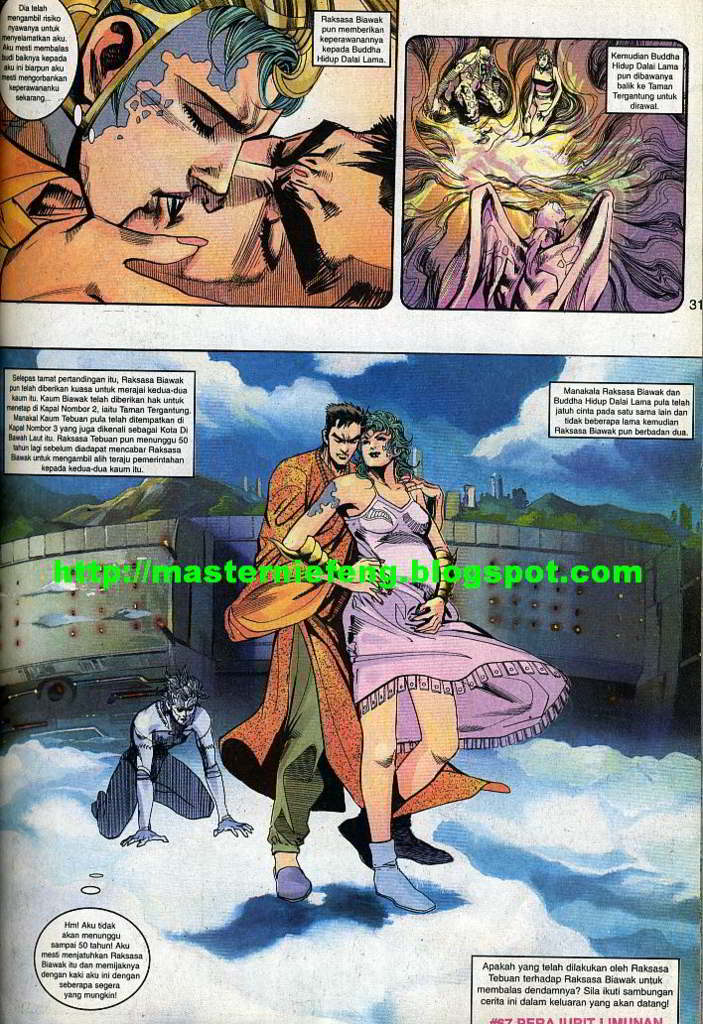 Dia telah
mengambil risiko
nyawanya untuk
menyelamatkan aku.
Aku mesti membalas
budi baiknya kepada
aku ini biarpun aku
mesti mengorbankan
keperawananku
sekarang...
Raksasa Biawak
pun memberikan
keperawanannya
kepada Buddha
Hidup Dalai Lama.
Kemudian Buddha
Hidup Dalai Lama
pun dibawanya
balik ke Taman
Tergantung untuk
dirawat.
31
Selepas tamat pertandingan itu, Raksasa Biawak
pun telah diberikan kuasa untuk merajai kedua-dua
kaum itu. Kaum Biawak telah diberikan hak untuk
menetap di Kapal Nombor 2, iaitu Taman Tergantung.
Manakal Kaum Tebuan pula telah ditempatkan di
Kapal Nombor 3 yang juga dikenali sebagai Kota Di
Bawah Laut itu. Raksasa Tebuan pun menunggu 50
tahun lagi sebelum diadapat mencabar Raksasa
Biawak untuk mengambil alih teraju pemerintahan
kepada kedua-dua kaum itu.
Manakala Raksasa Biawak dan
Buddha Hidup Dalai Lama pula telah
jatuh cinta pada satu sama lain dan
tidak beberapa lama kemudian
Raksasa Biawak pun berbadan dua.
http://masterniefeng.blogspot.com
Hm! Aku tidak
akan menunggu
sampai 50 tahun! Aku
mesti menjatuhkan Raksasa
Biawak itu dan memijaknya
dengan kaki aku ini dengan
seberapa segera
yang mungkin!
Apakah yang telah dilakukan oleh Raksasa
Tebuan terhadap Raksasa Biawak untuk
membalas dendamnya? Sila ikuti sambungan
cerita ini dalam keluaran yang akan datang!
#67 PERAJURIT LIMUNAN